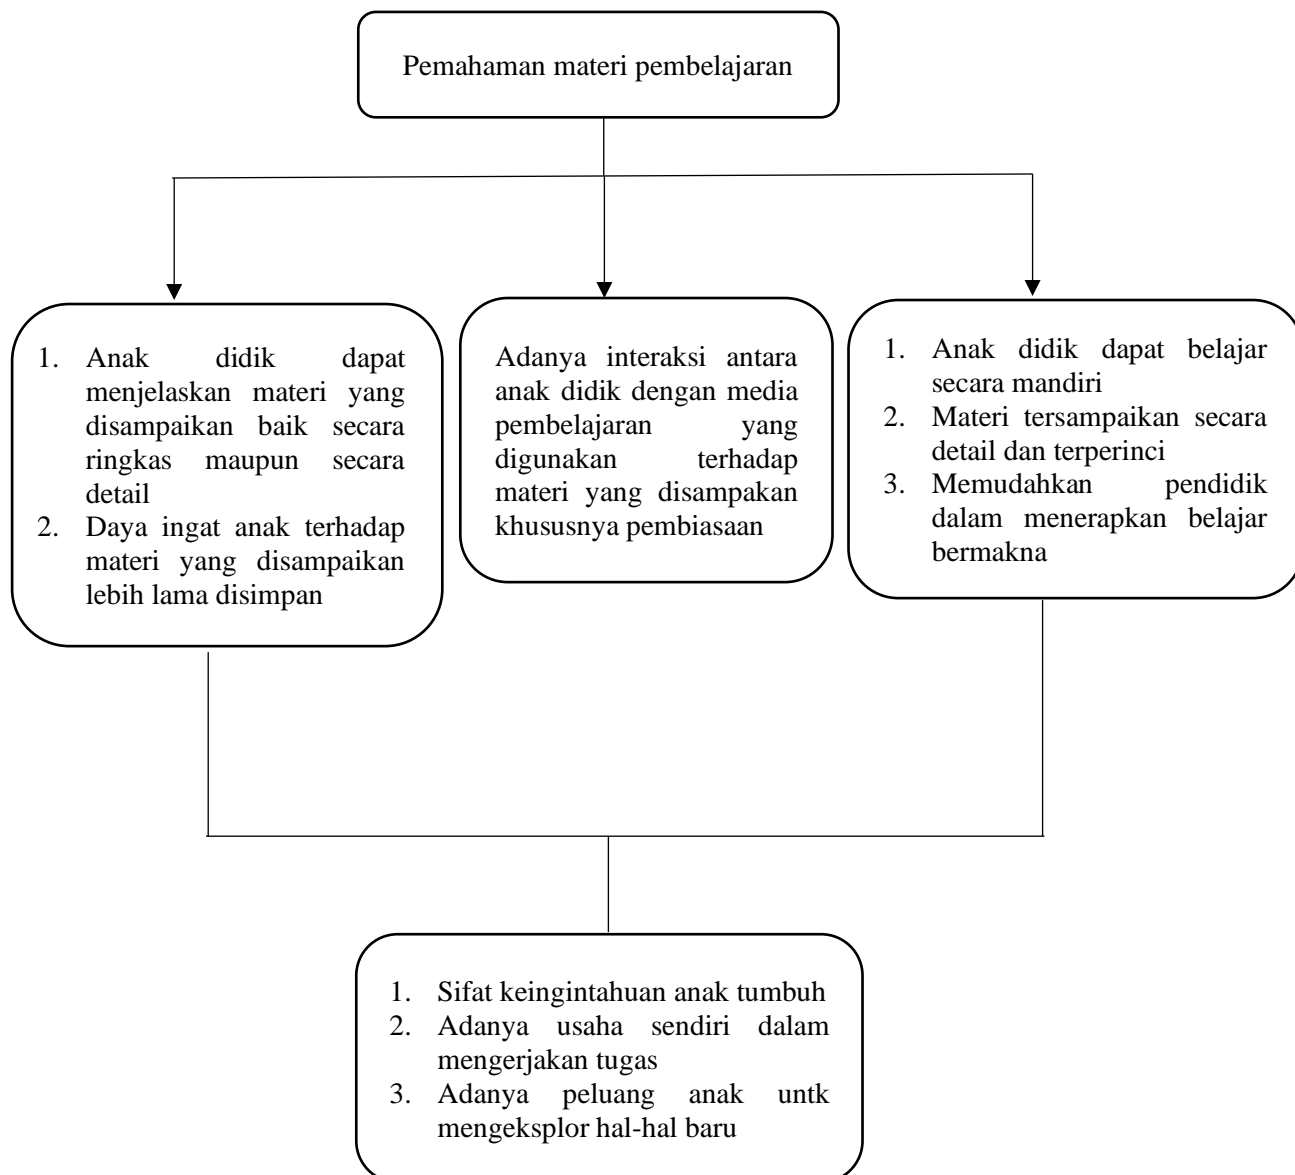 Pemahaman materi pembelajaran
1. Anak didik dapat
menjelaskan materi yang
disampaikan baik secara
ringkas maupun secara
detail
2. Daya ingat anak terhadap
materi yang disampaikan
lebih lama disimpan
Adanya interaksi antara
anak didik dengan media
pembelajaran yang
digunakan terhadap
materi yang disampakan
khususnya pembiasaan
1. Anak didik dapat belajar
secara mandiri
2. Materi tersampaikan secara
detail dan terperinci
3. Memudahkan pendidik
dalam menerapkan belajar
bermakna
1. Sifat keingintahuan anak tumbuh
2. Adanya usaha sendiri dalam
mengerjakan tugas
3. Adanya peluang anak untk
mengeksplor hal-hal baru